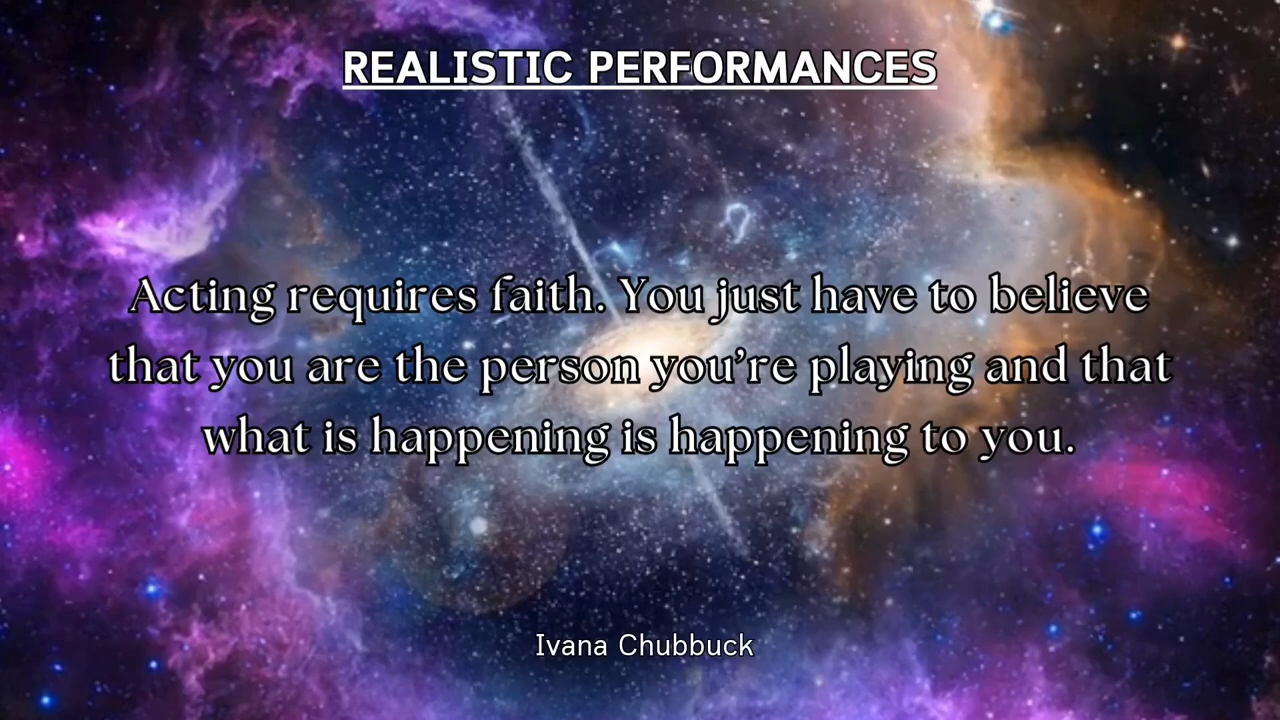 REALISTIC PERFORMANCES
Acting requires faith. You just have to believe
that you are the person you’re playing and that
what is happening is happening to you.
Ivana Chubbuck